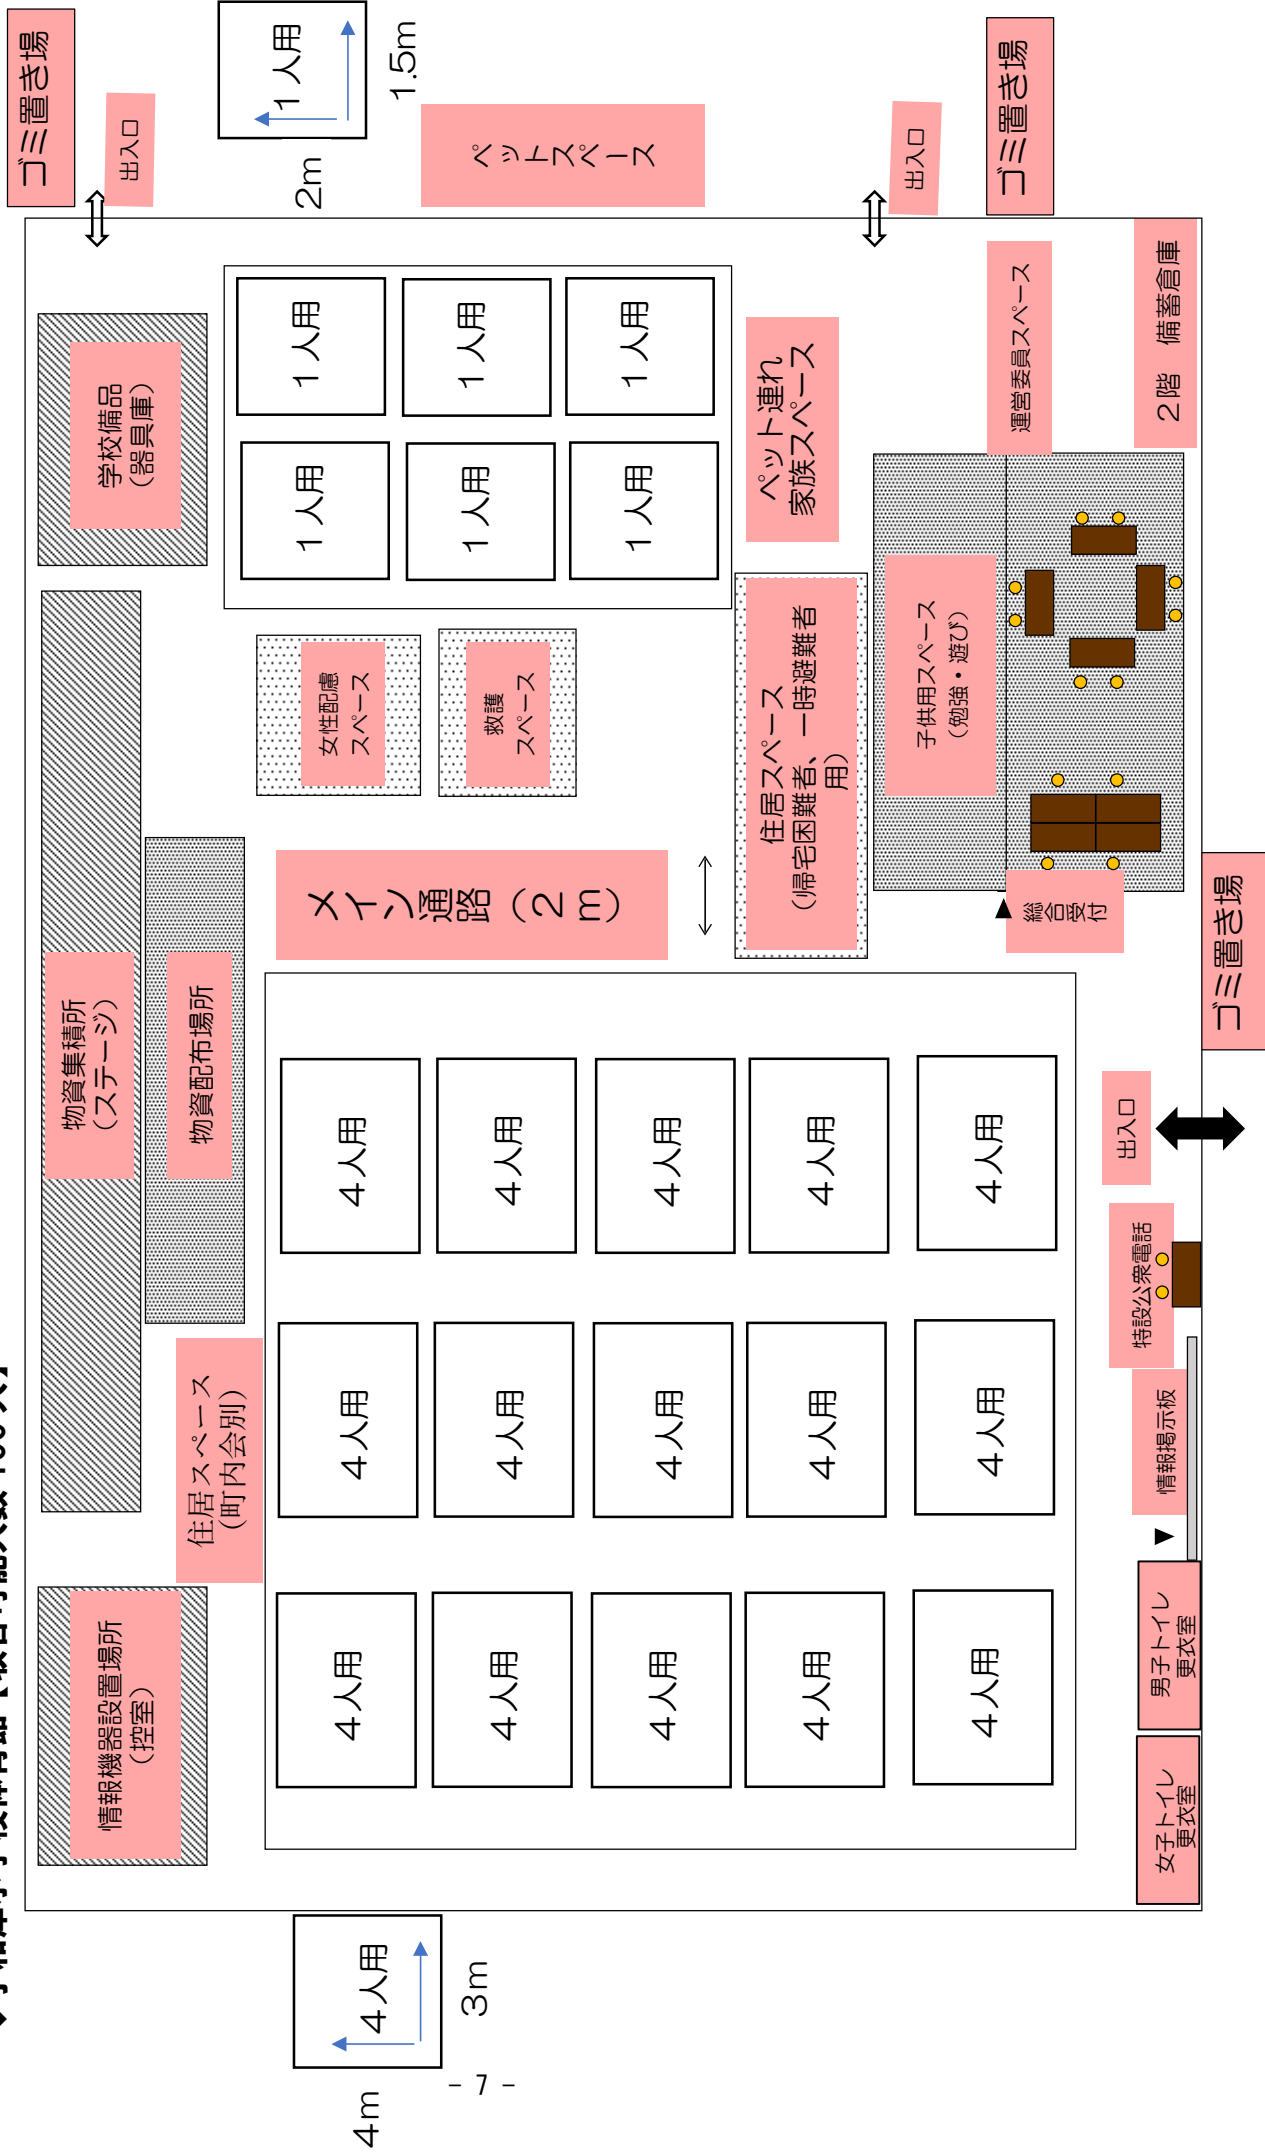 ゴミ置き場
情報機器設置場所
（控室）
物資集積所
（ステージ）
学校備品
（器具庫）
出入口
住居スペース
（町内会別）
物資配布場所
4人用
4m
3m
1人用
2m
1.5m
4人用
4人用
4人用
1人用
1人用
4人用
4人用
4人用
1人用
1人用
4人用
4人用
4人用
1人用
1人用
4人用
4人用
4人用
4人用
4人用
4人用
メイン通路（2m）
女性配慮
スペース
救護
スペース
ペットスペース
住居スペース
（帰宅困難者、一時避難者
用）
ペット連れ
家族スペース
子供用スペース
（勉強・遊び）
出入口
運営委員スペース
ゴミ置き場
総合受付
2階　備蓄倉庫
女子トイレ
更衣室
男子トイレ
更衣室
情報掲示板
特設公衆電話
出入口
ゴミ置き場
- 7 -